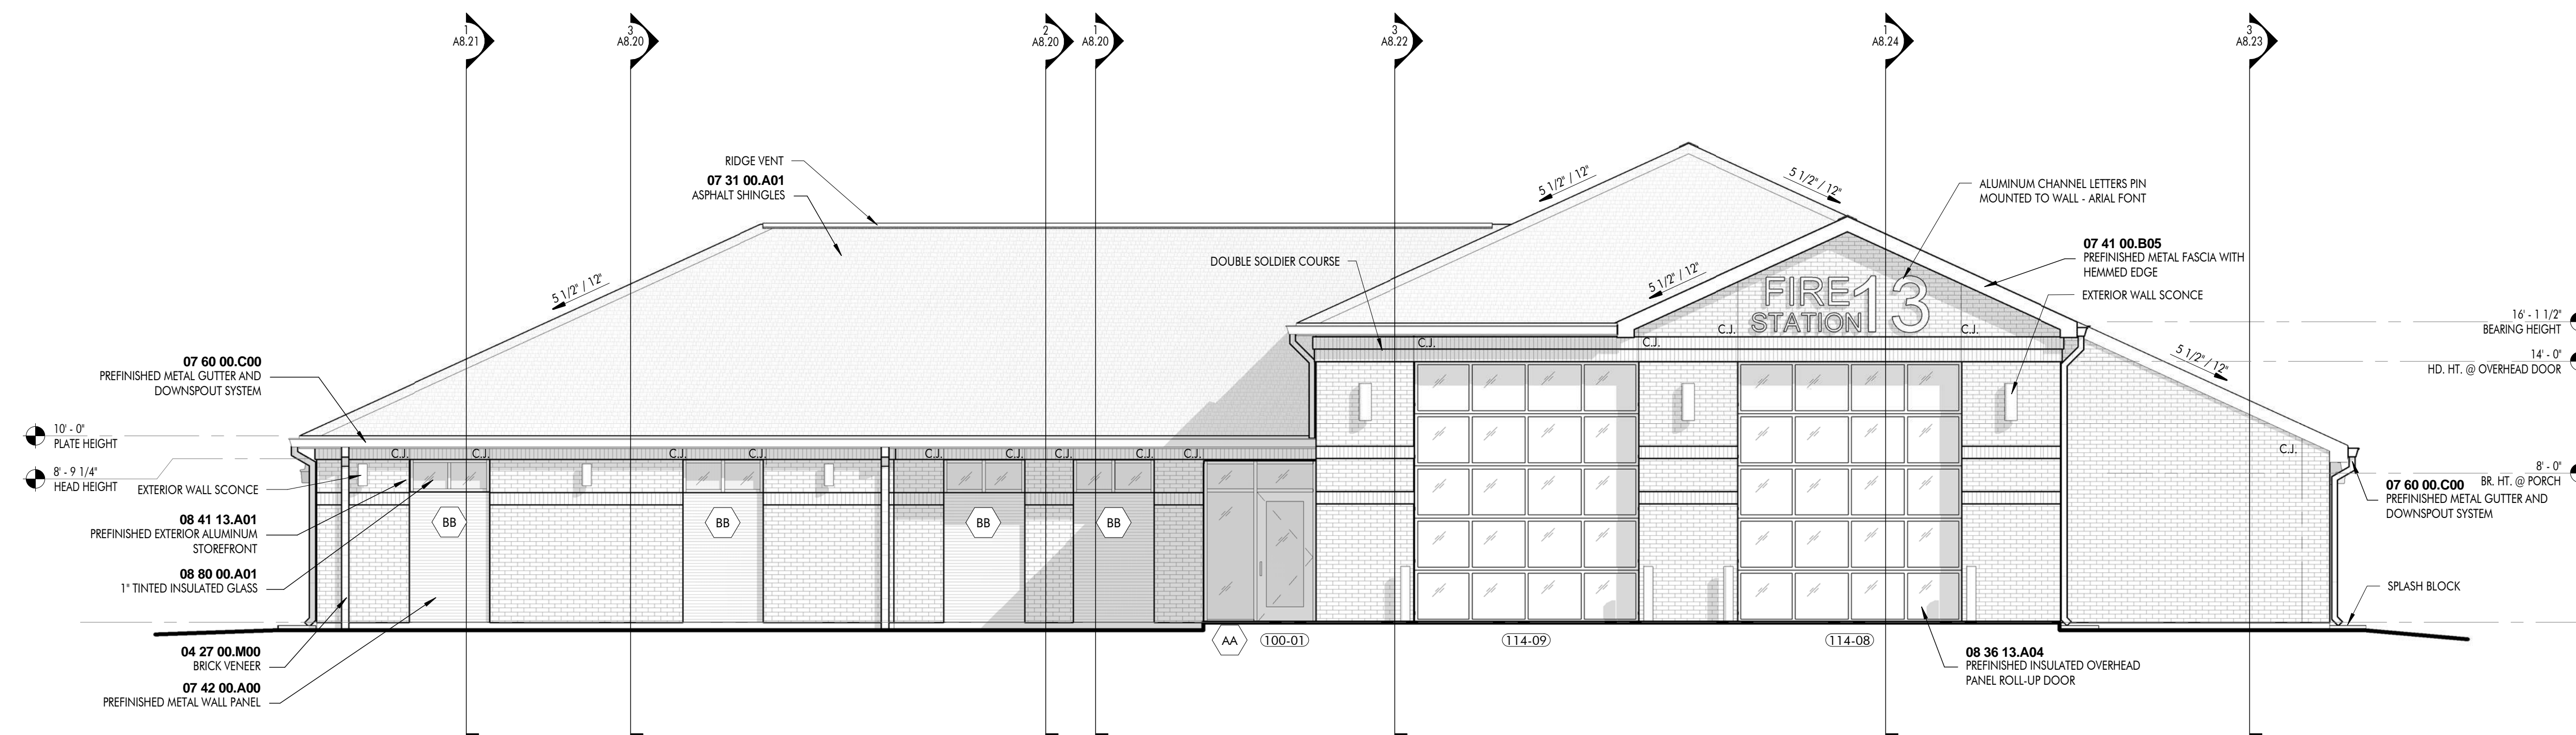 1
A8.21
3
A8.20
2
A8.20
1
A8.20
3
A8.22
1
A8.24
3
A8.23
RIDGE VENT
07 31 00.A01
ASPHALT SHINGLES
5 1/2" / 12"
5 1/2" / 12"
5 1/2" / 12"
5 1/2" / 12"
5 1/2" / 12"
ALUMINUM CHANNEL LETTERS PIN
MOUNTED TO WALL - ARIAL FONT
DOUBLE SOLDIER COURSE
07 41 00.B05
PREFINISHED METAL FASCIA WITH
HEMMED EDGE
EXTERIOR WALL SCONCE
FIRE
STATION
13
C.J.
C.J.
C.J.
C.J.
16' - 1 1/2"
BEARING HEIGHT
14' - 0"
HD. HT. @ OVERHEAD DOOR
07 60 00.C00
PREFINISHED METAL GUTTER AND
DOWNSPOUT SYSTEM
10' - 0"
PLATE HEIGHT
8' - 9 1/4"
HEAD HEIGHT
EXTERIOR WALL SCONCE
C.J.
C.J.
C.J.
C.J.
C.J.
C.J.
C.J.
C.J.
C.J.
8' - 0"
BR. HT. @ PORCH
07 60 00.C00
PREFINISHED METAL GUTTER AND
DOWNSPOUT SYSTEM
08 41 13.A01
PREFINISHED EXTERIOR ALUMINUM
STOREFRONT
BB
BB
BB
BB
08 80 00.A01
1" TINTED INSULATED GLASS
SPLASH BLOCK
04 27 00.M00
BRICK VENEER
AA
100-01
114-09
114-08
08 36 13.A04
PREFINISHED INSULATED OVERHEAD
PANEL ROLL-UP DOOR
07 42 00.A00
PREFINISHED METAL WALL PANEL